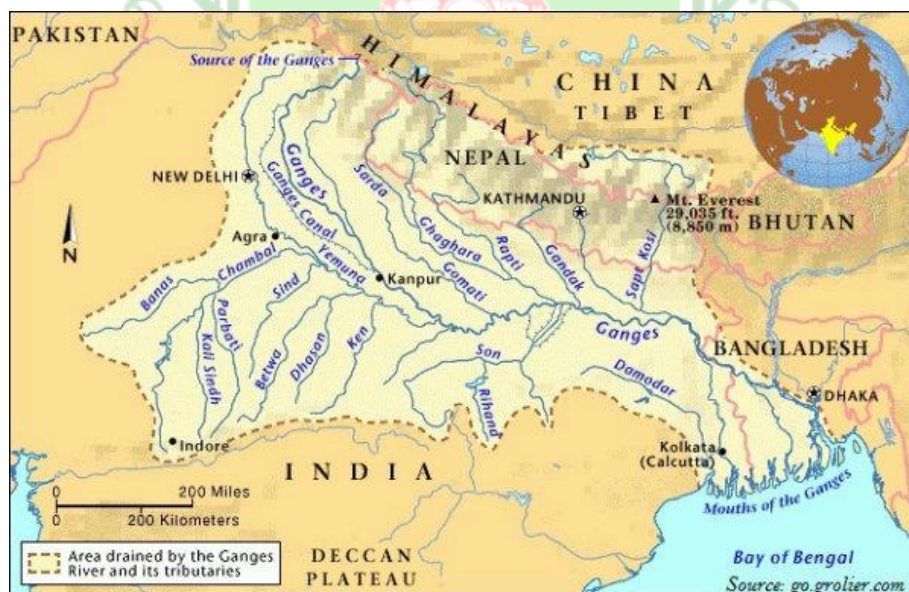 PAKISTAN
Source of the Ganges
HIMALAYAS
CHINA
TIBET
NEPAL
NEW DELHI
Ganges
Ganges Canal
Sarda
KATHMANDU
Mt. Everest
29,035 ft.
(8,850 m)
BHUTAN
N
Agra
Yemuna
Ghaghara
Rapti
Gandak
Sapt Kosi
Banas
Chambal
Sind
Kanpur
Gomati
Parbati
Kali Sindh
Betwa
Dhasan
Ken
Son
Rihand
Ganges
BANGLADESH
Damodar
DHAKA
Indore
Kolkata
(Calcutta)
INDIA
Mouths of the Ganges
0 200 Miles
0 200 Kilometers
Area drained by the Ganges
River and its tributaries
DECCAN
PLATEAU
Bay of Bengal
Source: go.grolier.com